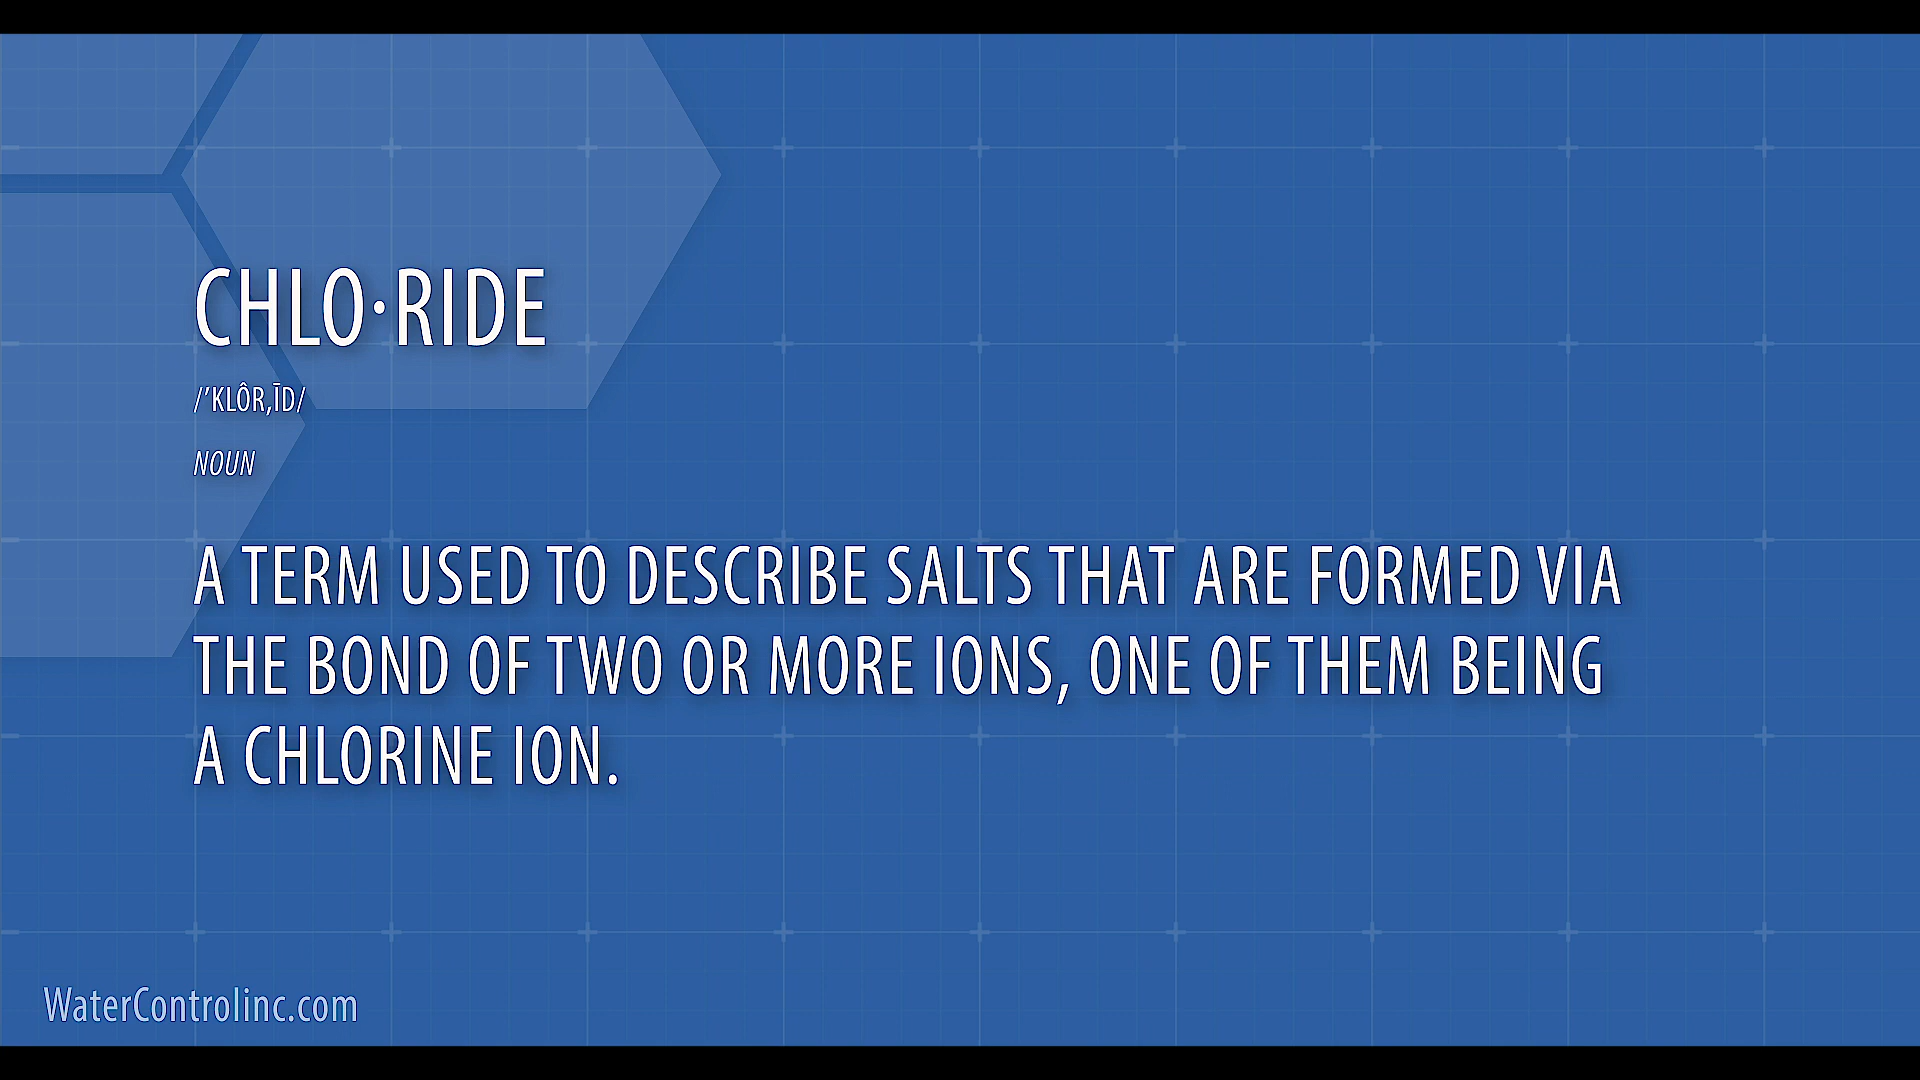 CHLO·RIDE
/'KLÔR,ĪD/
NOUN
A TERM USED TO DESCRIBE SALTS THAT ARE FORMED VIA
THE BOND OF TWO OR MORE IONS, ONE OF THEM BEING
A CHLORINE ION.
WaterControlinc.com